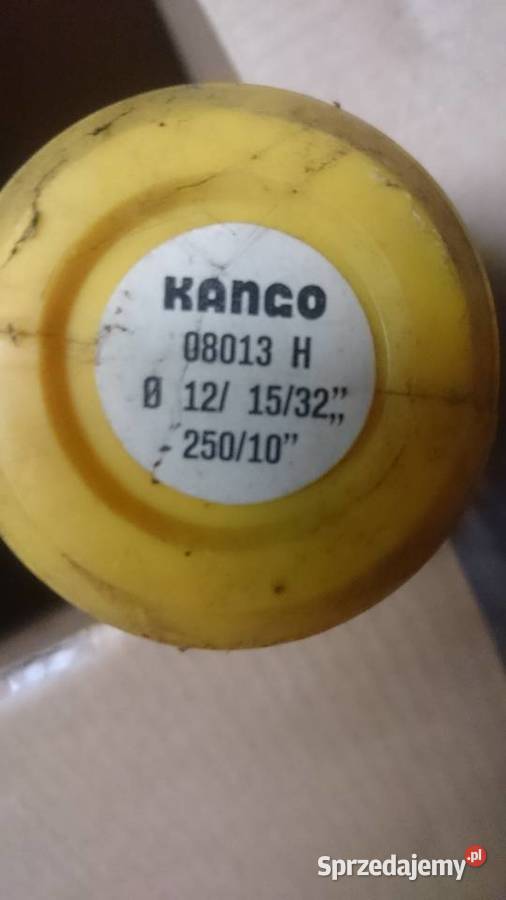 KANGO
08013 H
Ø 12/ 15/32„
250/10”
Sprzedajemy.pl